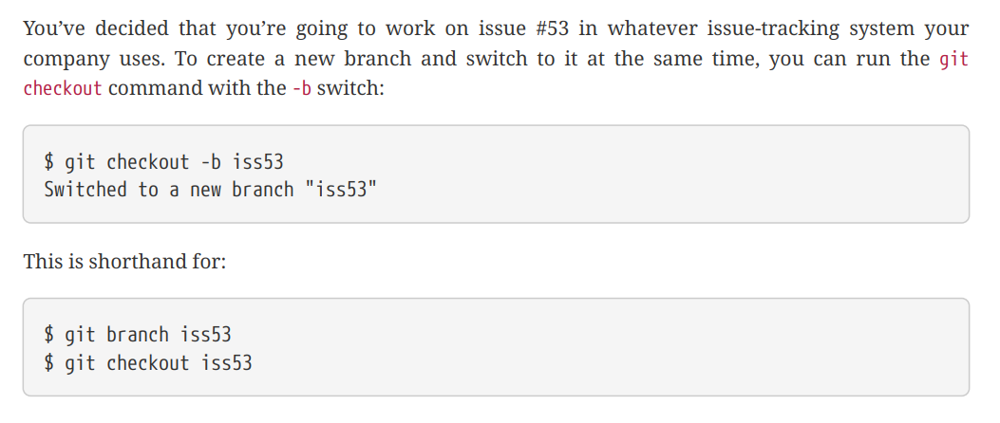 You’ve decided that you’re going to work on issue #53 in whatever issue-tracking system your
company uses. To create a new branch and switch to it at the same time, you can run the git
checkout command with the -b switch:
$ git checkout -b iss53
Switched to a new branch "iss53"
This is shorthand for:
$ git branch iss53
$ git checkout iss53